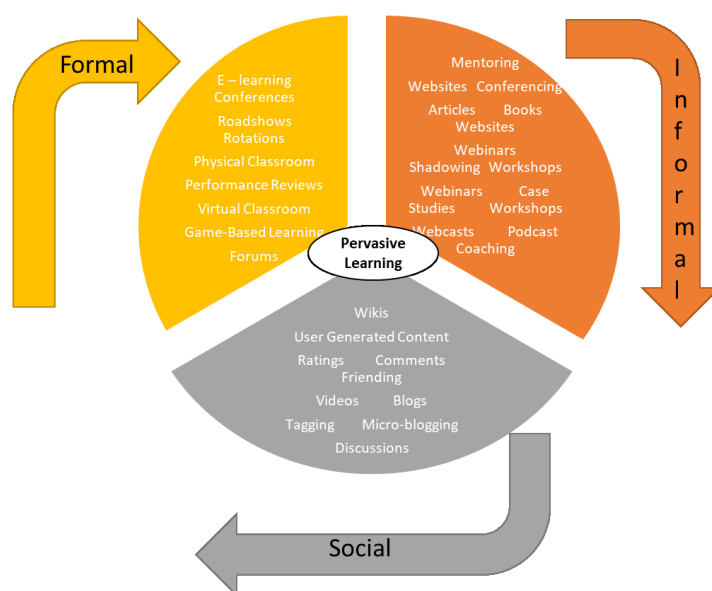 Formal
E – learning
Conferences
Roadshows
Rotations
Physical Classroom
Performance Reviews
Virtual Classroom
Game-Based Learning
Forums
Informal
Mentoring
Websites Conferencing
Articles Books
Websites
Webinars
Shadowing Workshops
Webinars Case
Studies Workshops
Webcasts Podcast
Coaching
Pervasive
Learning
Wikis
User Generated Content
Ratings Comments
Friending
Videos Blogs
Tagging Micro-blogging
Discussions
Social